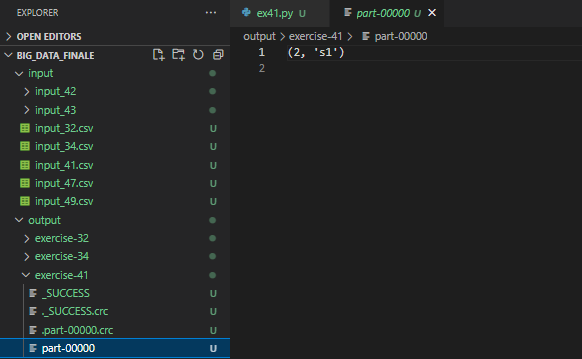 EXPLORER ...
OPEN EDITORS
BIG_DATA_FINALE
input
input_42
input_43
input_32.csv U
input_34.csv U
input_41.csv U
input_47.csv U
input_49.csv U
output
exercise-32
exercise-34
exercise-41
_SUCCESS U
._SUCCESS.crc U
.part-00000.crc U
part-00000 U
ex41.py U
part-00000 U
output > exercise-41 > part-00000
1 (2, 's1')
2